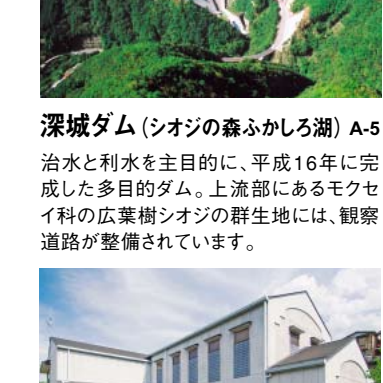 深城ダム(シオジの森ふかしろ湖) A-5
治水と利水を主目的に、平成16年に完
成した多目的ダム。上流部にあるモクセ
イ科の広葉樹シオジの群生地には、観察
道路が整備されています。